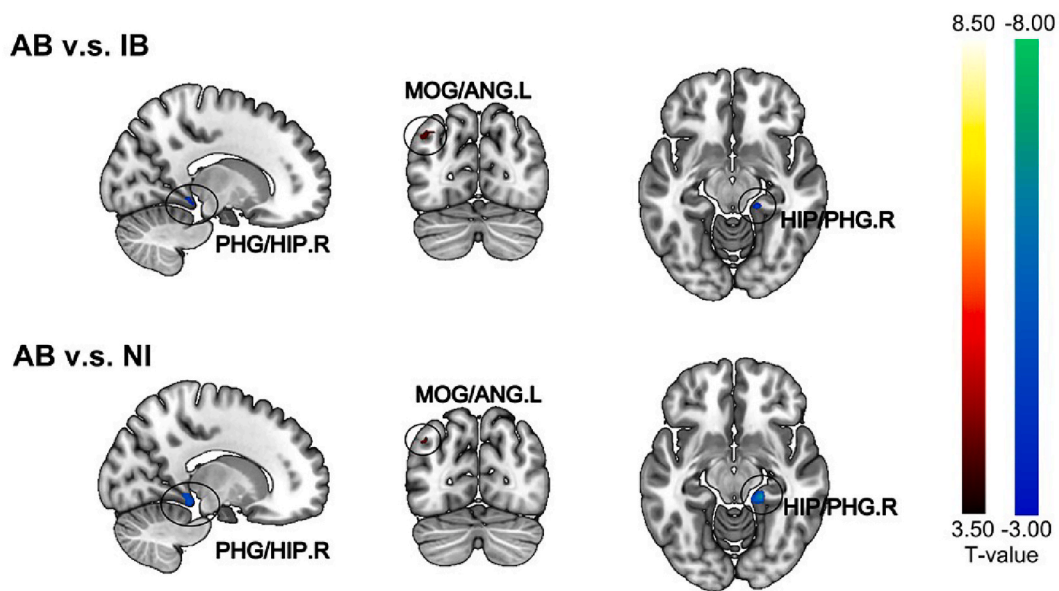 8.50 -8.00
AB v.s. IB
MOG/ANG.L
HIP/PHG.R
PHG/HIP.R
AB v.s. NI
MOG/ANG.L
HIP/PHG.R
3.50 -3.00
PHG/HIP.R
T-value